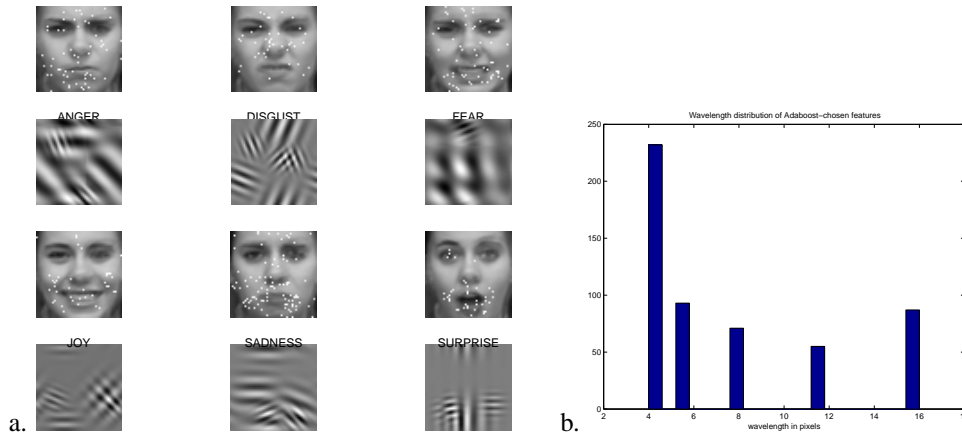 ANGER DISGUST FEAR
JOY SADNESS SURPRISE
a.
Wavelength distribution of Adaboost−chosen features
250
200
150
100
50
0
2 4 6 8 10 12 14 16
wavelength in pixels
b.